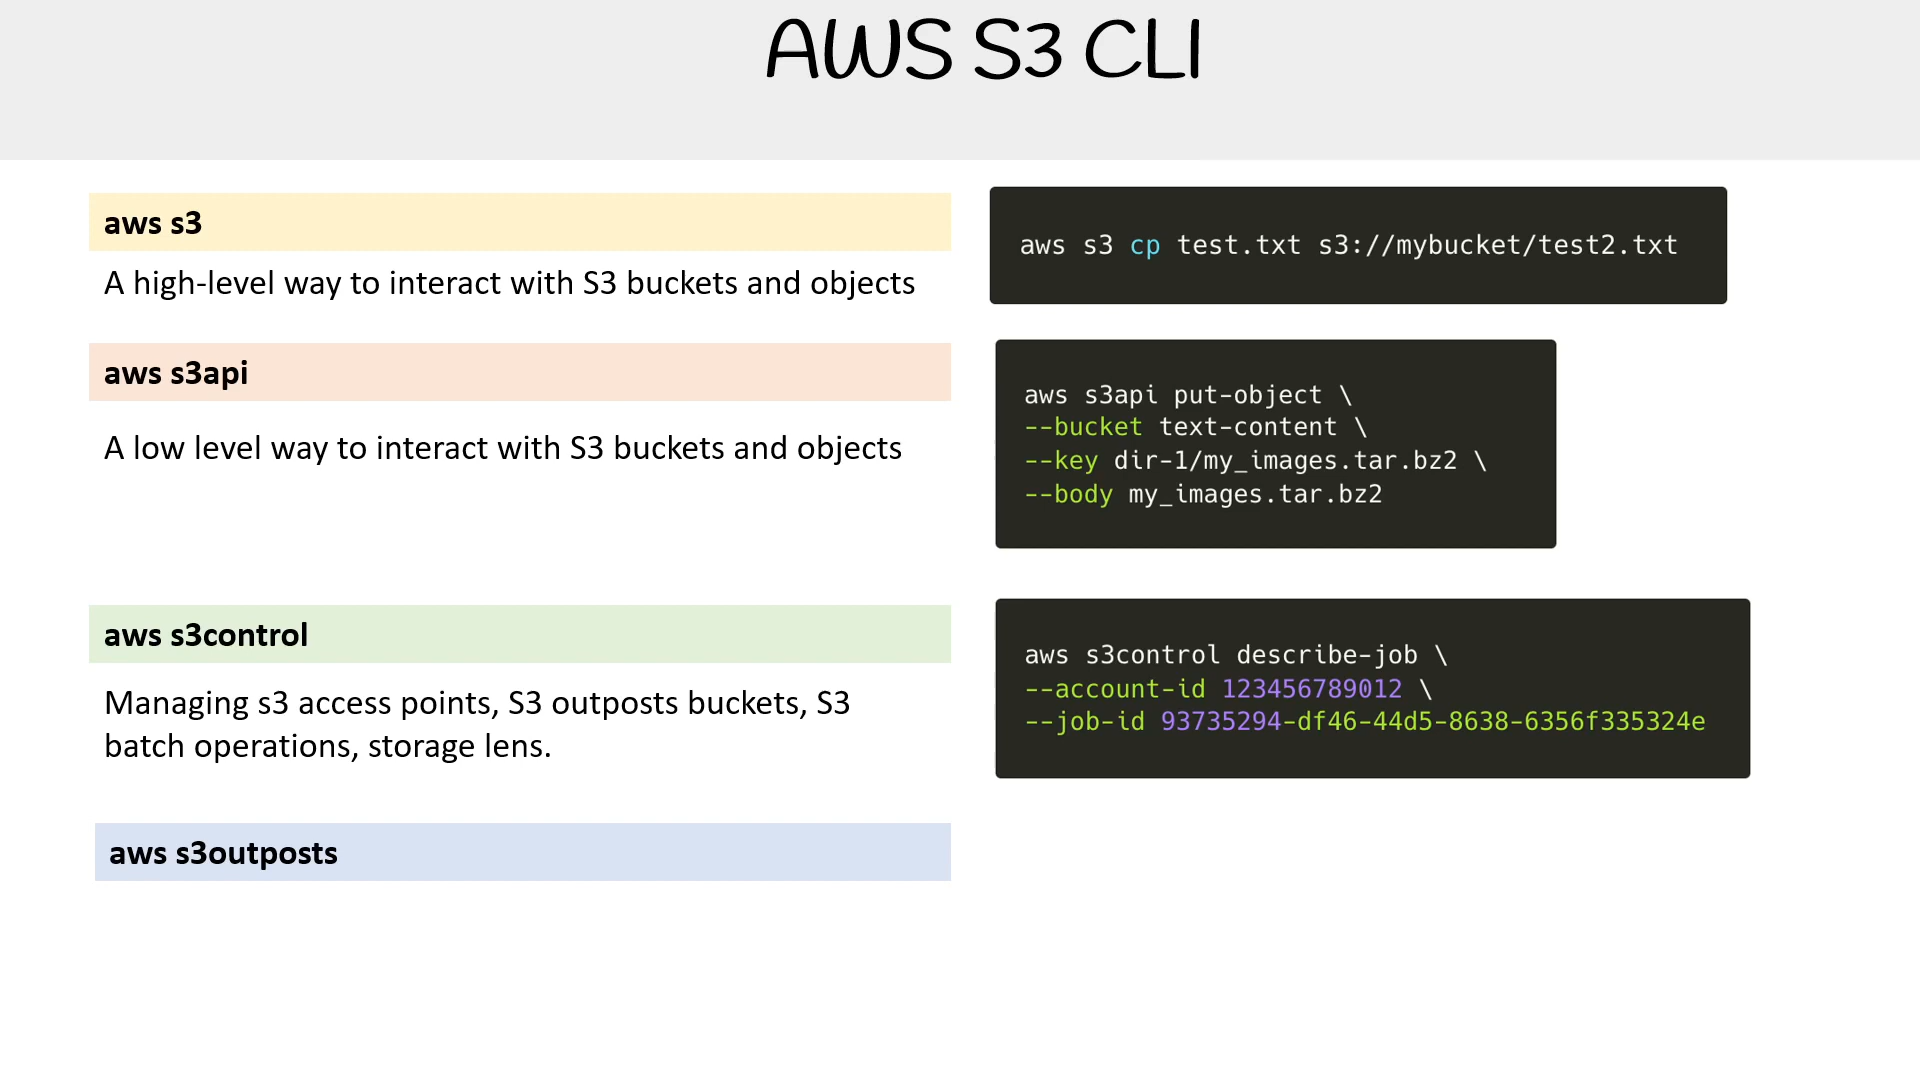 AWS S3 CLI
aws s3
A high-level way to interact with S3 buckets and objects
aws s3 cp test.txt s3://mybucket/test2.txt
aws s3api
A low level way to interact with S3 buckets and objects
aws s3api put-object \
--bucket text-content \
--key dir-1/my_images.tar.bz2 \
--body my_images.tar.bz2
aws s3control
Managing s3 access points, S3 outposts buckets, S3
batch operations, storage lens.
aws s3control describe-job \
--account-id 123456789012 \
--job-id 93735294-df46-44d5-8638-6356f335324e
aws s3outposts